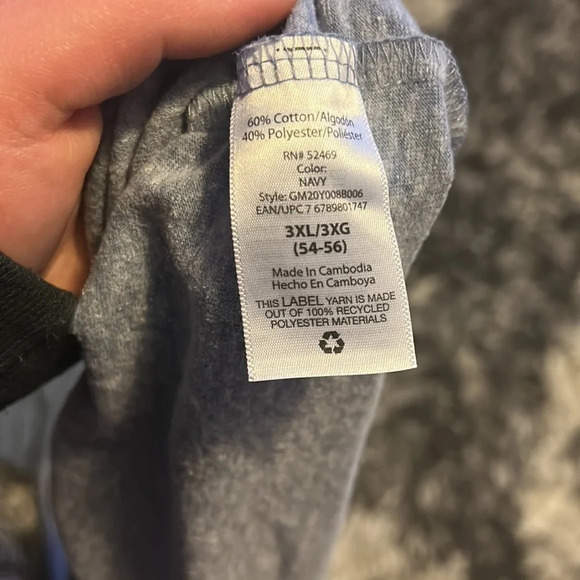 60% Cotton/Algodón
40% Polyester/Poliéster
RN# 52469
Color:
NAVY
Style: GM20Y008B006
EAN/UPC 7 6789801747
3XL/3XG
(54-56)
Made In Cambodia
Hecho En Camboya
THIS LABEL YARN IS MADE
OUT OF 100% RECYCLED
POLYESTER MATERIALS